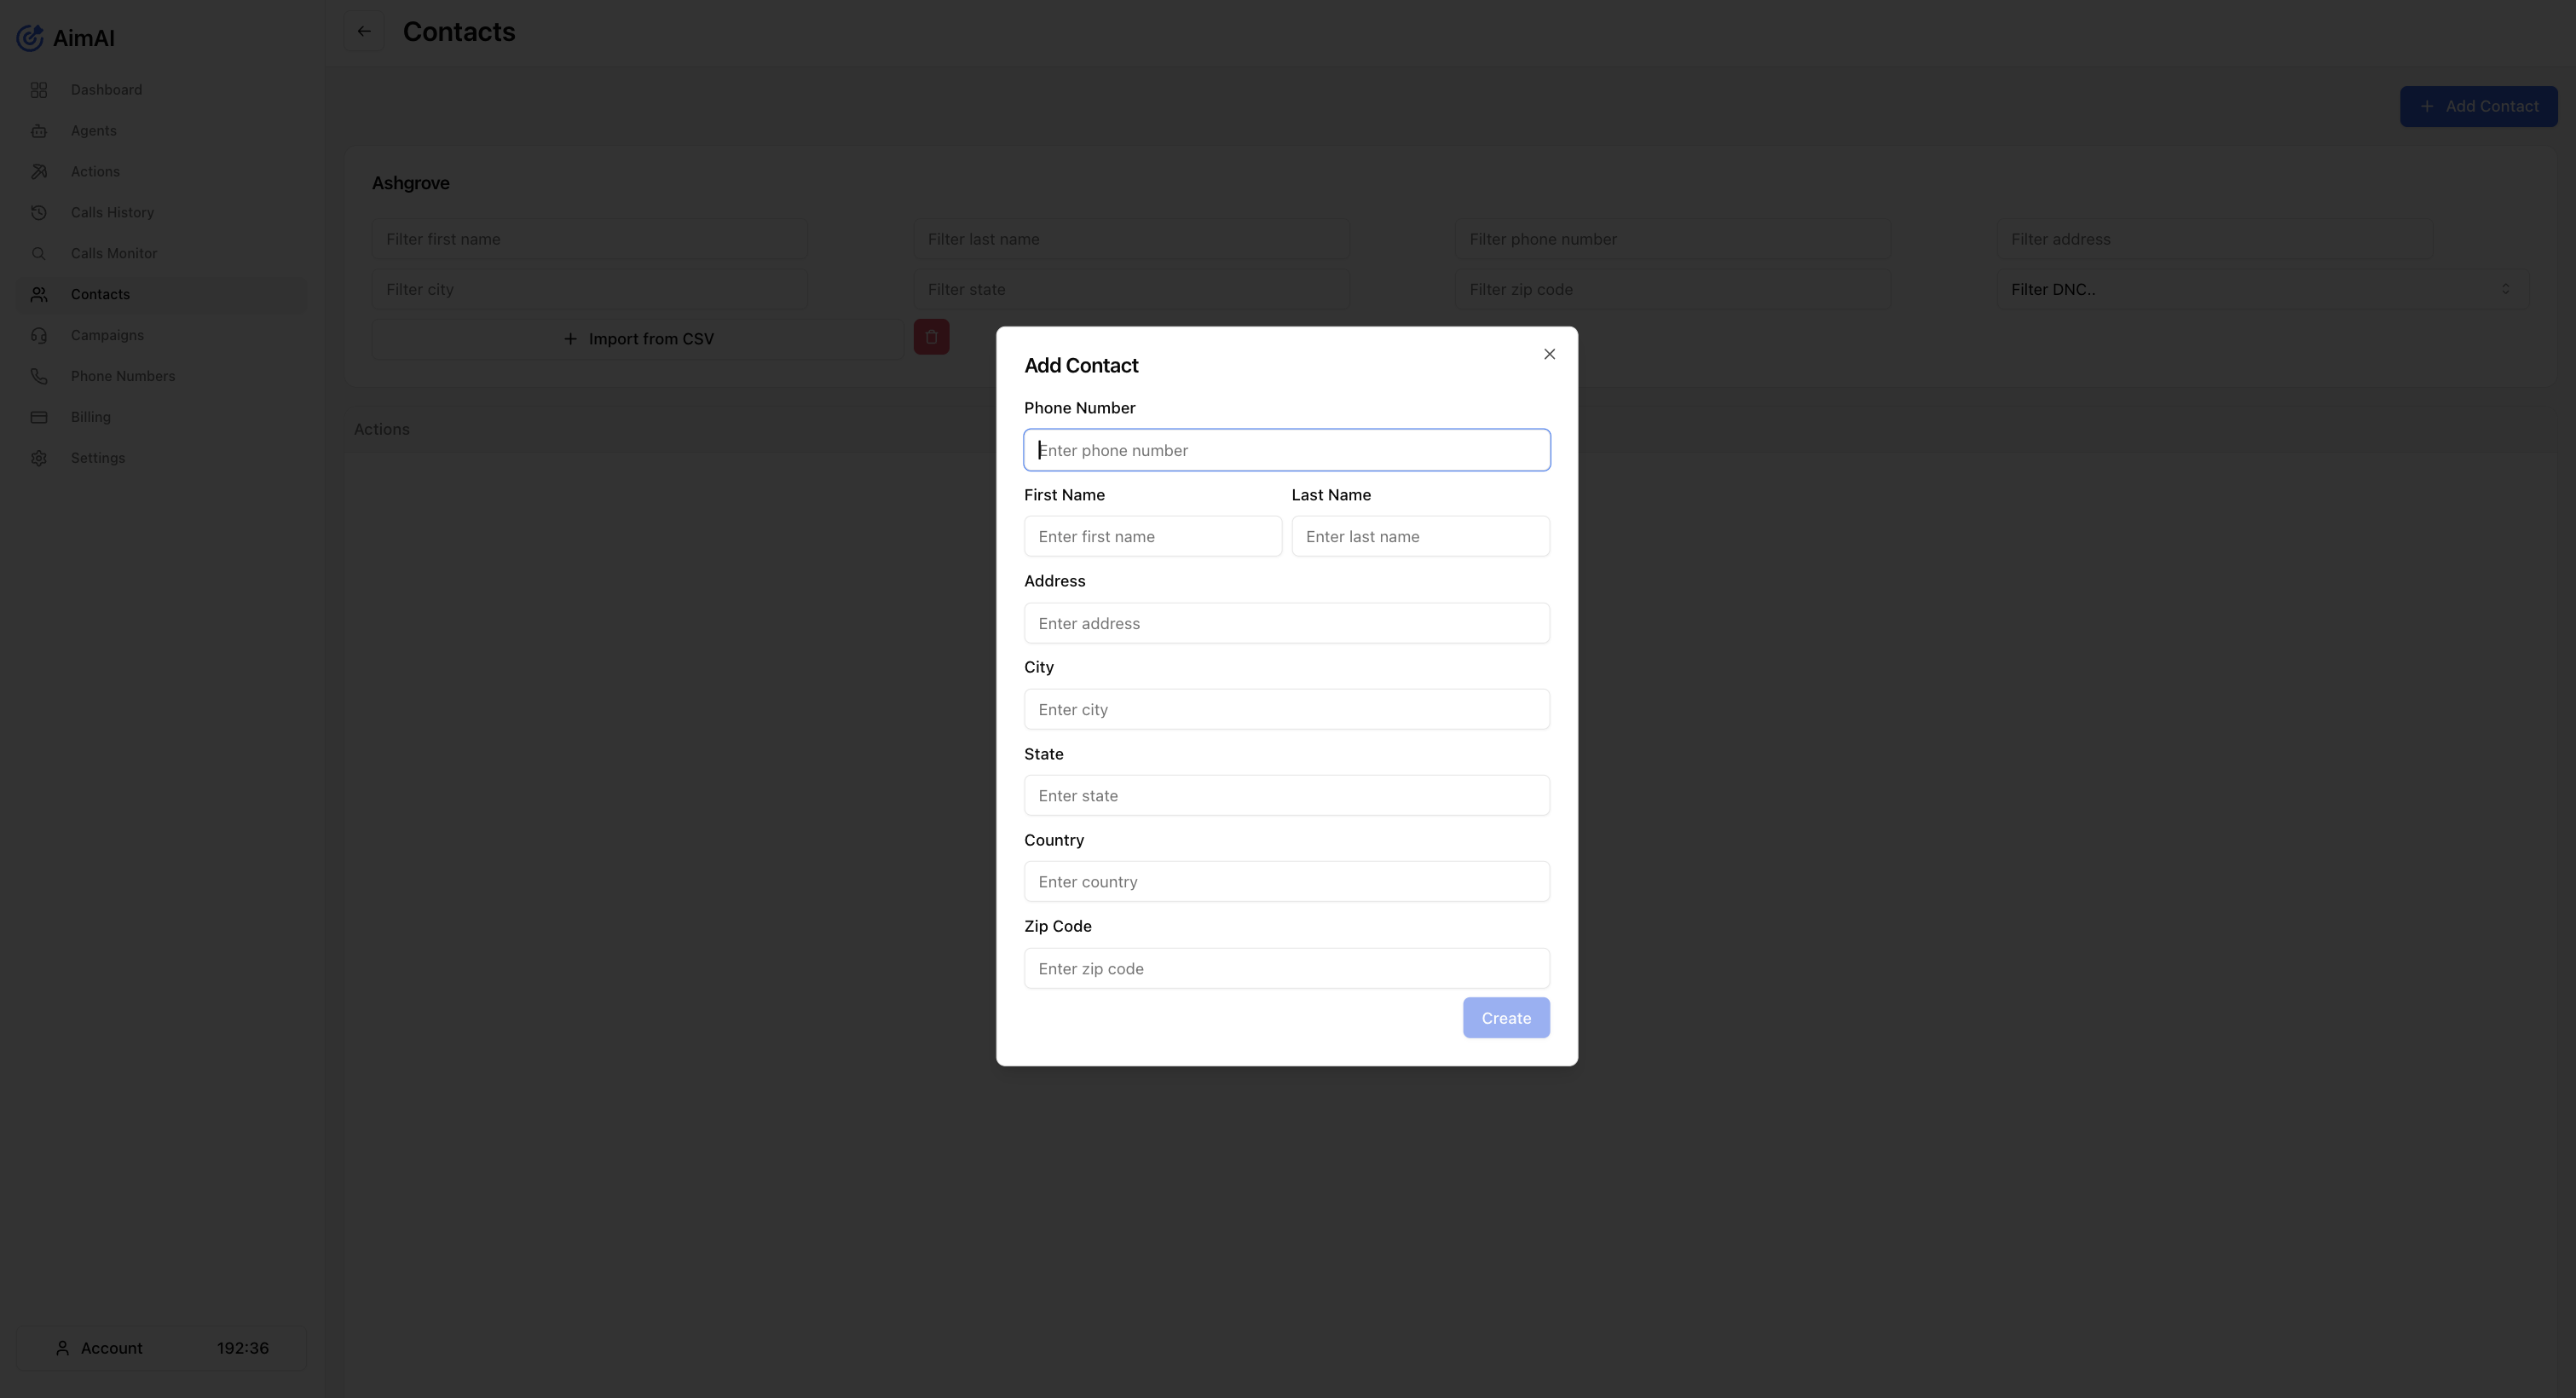 AimAI
Dashboard
Agents
Actions
Calls History
Calls Monitor
Contacts
Campaigns
Phone Numbers
Billing
Settings
Account 192:36
Contacts
Add Contact
Ashgrove
Filter first name Filter last name Filter phone number Filter address
Filter city Filter state Filter zip code Filter DNC..
Import from CSV
Actions
Add Contact
Phone Number
Enter phone number
First Name Last Name
Enter first name Enter last name
Address
Enter address
City
Enter city
State
Enter state
Country
Enter country
Zip Code
Enter zip code
Create